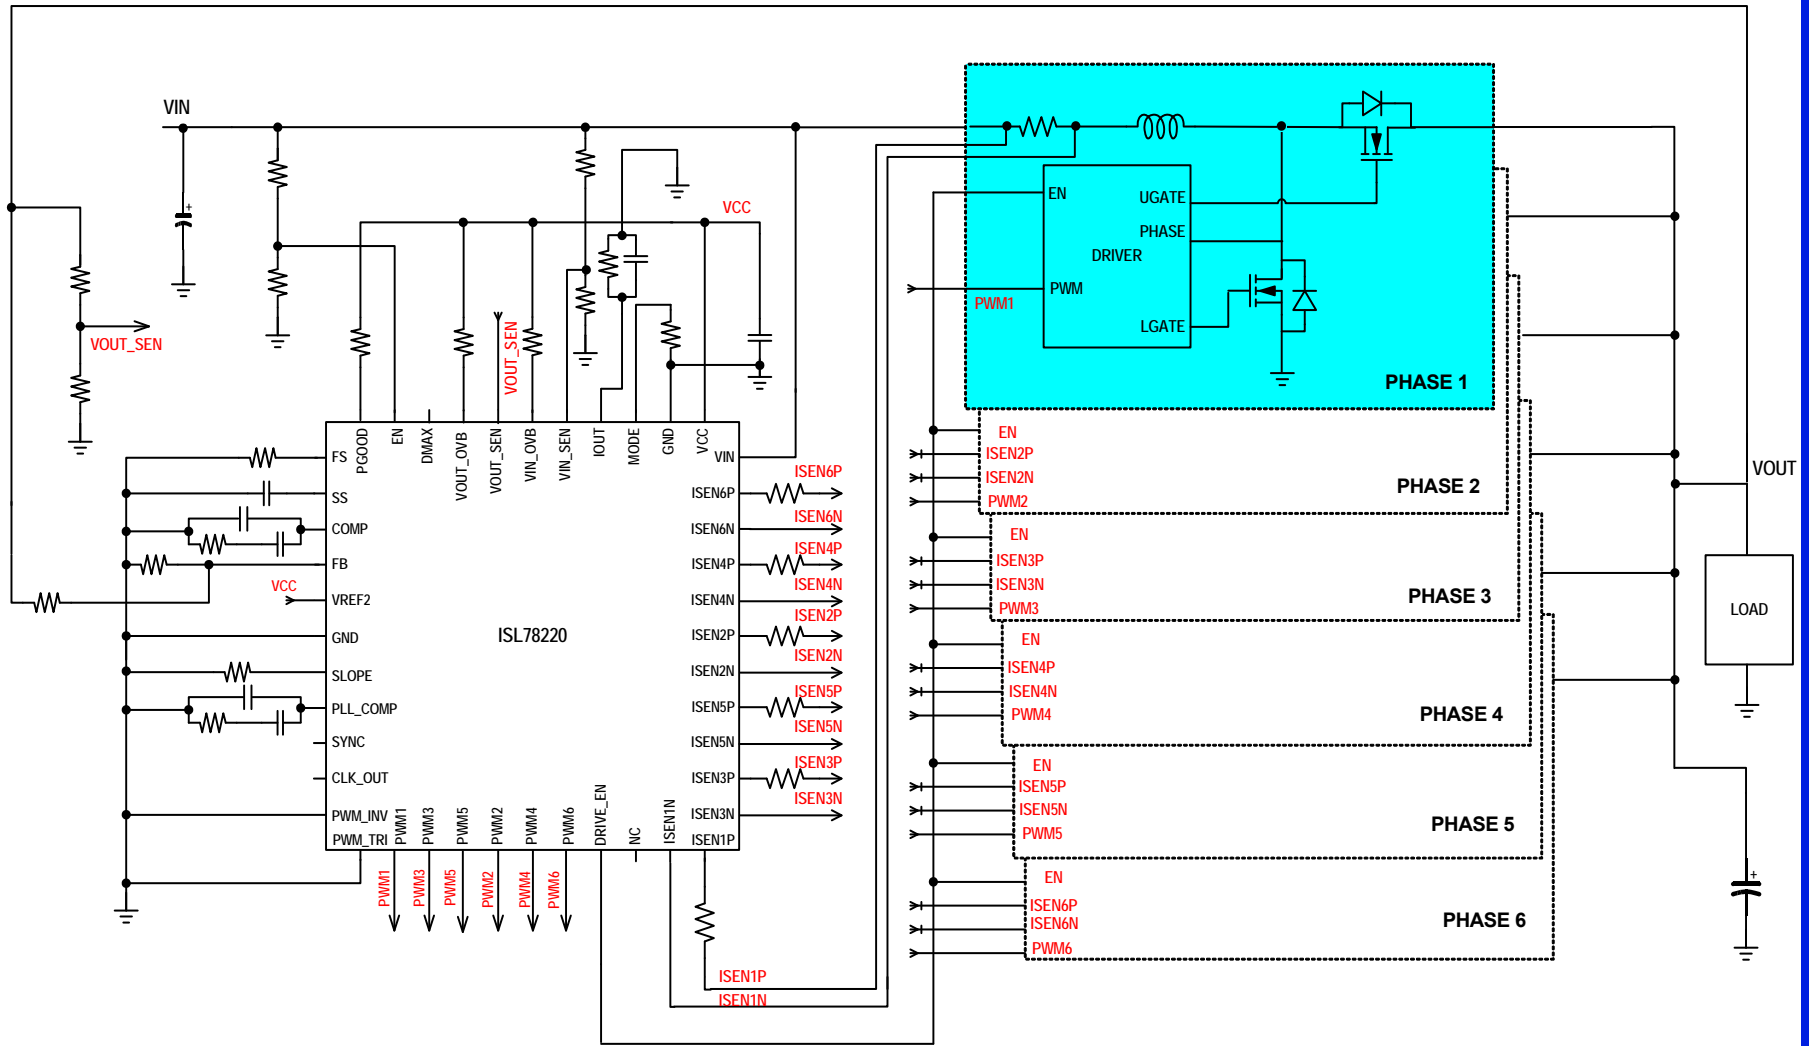 VIN
VCC
VOUT_SEN
VOUT_SEN
PGOOD
EN
DMAX
VOUT_OVB
VOUT_SEN
VIN_OVB
VIN_SEN
IOUT
MODE
GND
VCC
VIN
FS
SS
COMP
FB
VCC
VREF2
GND
SLOPE
PLL_COMP
SYNC
CLK_OUT
PWM_INV
PWM_TRI
ISL78220
ISEN6P
ISEN6N
ISEN4P
ISEN4N
ISEN2P
ISEN2N
ISEN5P
ISEN5N
ISEN3P
ISEN3N
ISEN1P
ISEN6P
ISEN6N
ISEN4P
ISEN4N
ISEN2P
ISEN2N
ISEN5P
ISEN5N
ISEN3P
ISEN3N
PWM1
PWM3
PWM5
PWM2
PWM4
PWM6
DRIVE_EN
NC
ISEN1N
PWM1
PWM3
PWM5
PWM2
PWM4
PWM6
ISEN1P
ISEN1N
EN
UGATE
PHASE
DRIVER
PWM
LGATE
PWM1
PHASE 1
EN
ISEN2P
ISEN2N
PWM2
PHASE 2
EN
ISEN3P
ISEN3N
PWM3
PHASE 3
EN
ISEN4P
ISEN4N
PWM4
PHASE 4
EN
ISEN5P
ISEN5N
PWM5
PHASE 5
EN
ISEN6P
ISEN6N
PWM6
PHASE 6
VOUT
LOAD
+
+